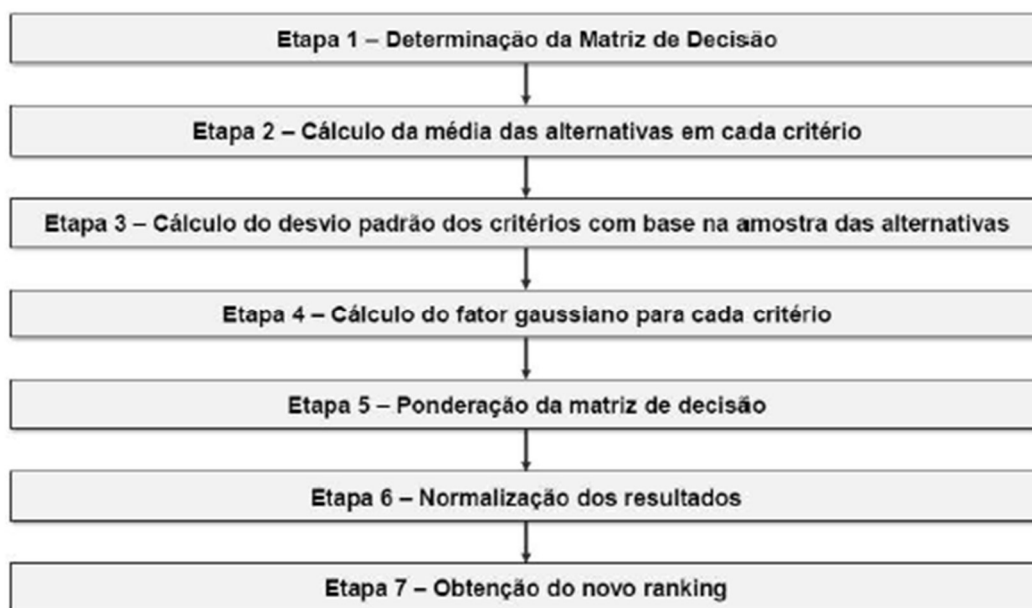 Etapa 1 – Determinação da Matriz de Decisão
Etapa 2 – Cálculo da média das alternativas em cada critério
Etapa 3 – Cálculo do desvio padrão dos critérios com base na amostra das alternativas
Etapa 4 – Cálculo do fator gaussiano para cada critério
Etapa 5 – Ponderação da matriz de decisão
Etapa 6 – Normalização dos resultados
Etapa 7 – Obtenção do novo ranking